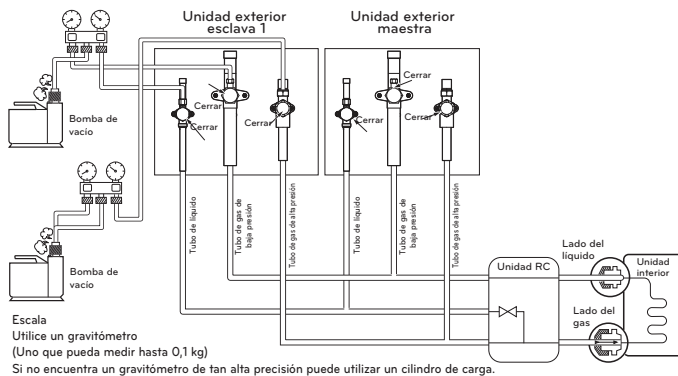 Unidad exterior
esclava 1
Unidad exterior
maestra
Cerrar
Cerrar
Cerrar
Cerrar
Cerrar
Cerrar
Bomba de
vacío
Tubo de líquido
Tubo de gas de
baja presión
Tubo de gas de alta presión
Tubo de líquido
Tubo de gas de
baja presión
Tubo de gas de alta presión
Lado del
líquido
Unidad RC
Unidad
interior
Bomba de
vacío
Lado del
gas
Escala
Utilice un gravitómetro
(Uno que pueda medir hasta 0,1 kg)
Si no encuentra un gravitómetro de tan alta precisión puede utilizar un cilindro de carga.